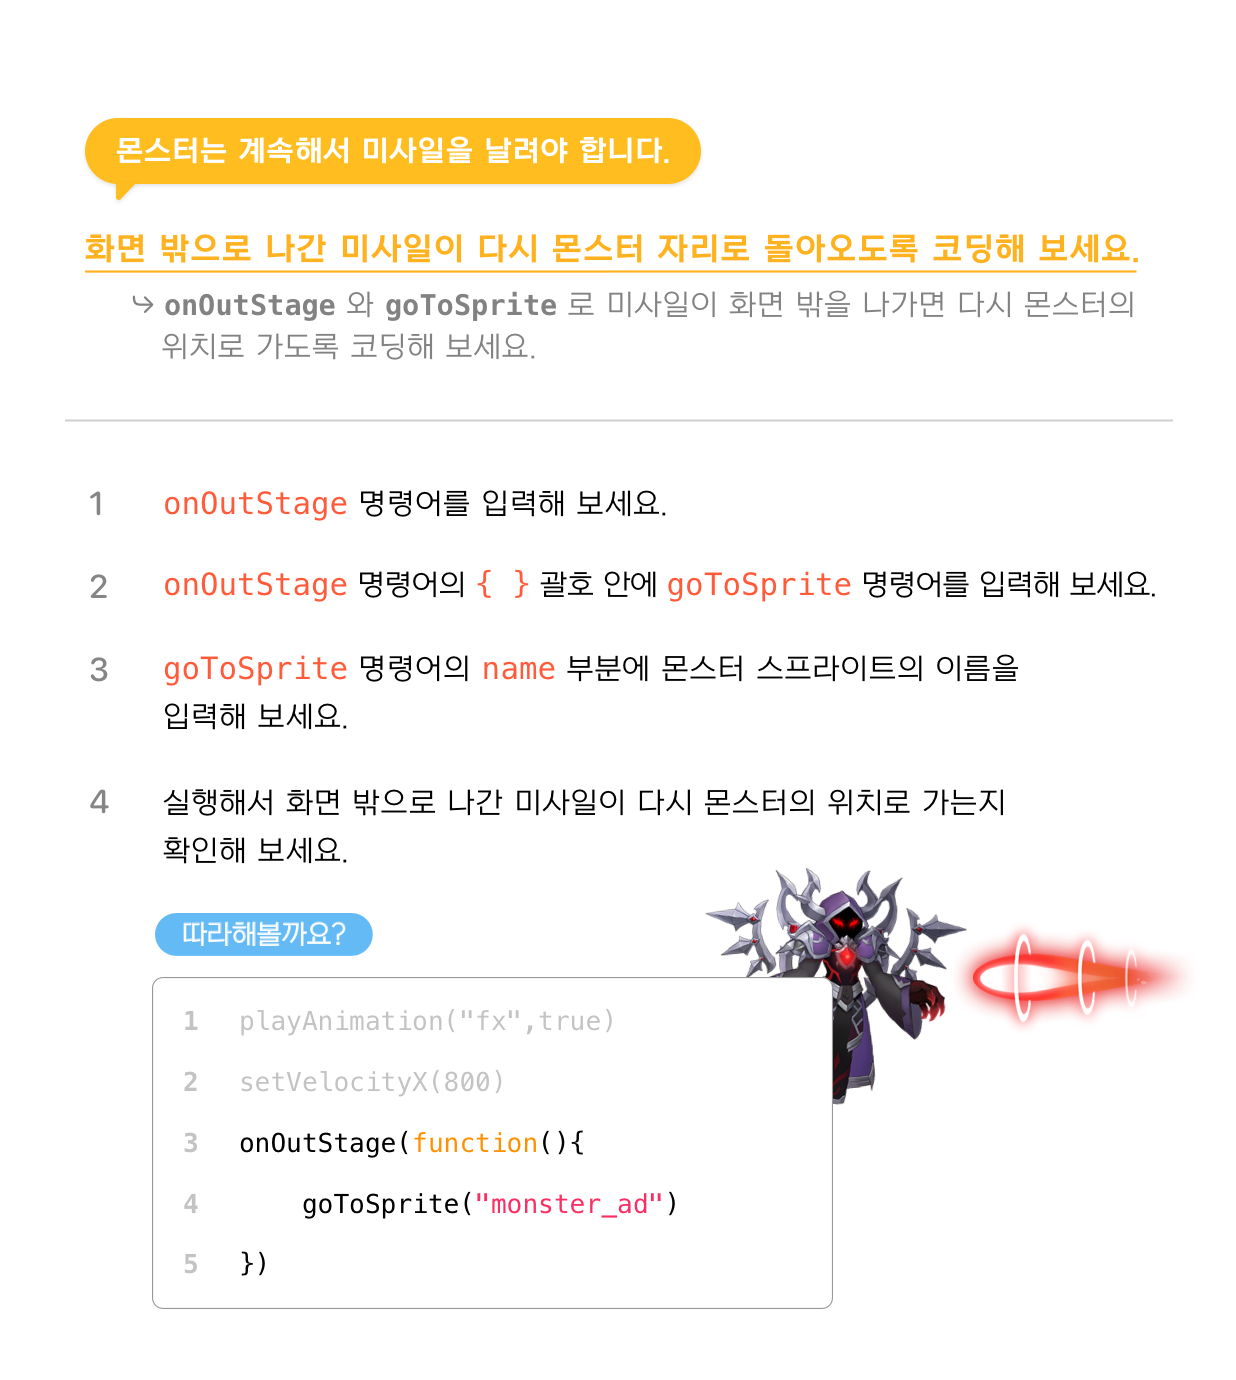 몬스터는 계속해서 미사일을 날려야 합니다.
화면 밖으로 나간 미사일이 다시 몬스터 자리로 돌아오도록 코딩해 보세요.
↪ onOutStage 와 goToSprite 로 미사일이 화면 밖을 나가면 다시 몬스터의
위치로 가도록 코딩해 보세요.
1 onOutStage 명령어를 입력해 보세요.
2 onOutStage 명령어의 { } 괄호 안에 goToSprite 명령어를 입력해 보세요.
3 goToSprite 명령어의 name 부분에 몬스터 스프라이트의 이름을
입력해 보세요.
4 실행해서 화면 밖으로 나간 미사일이 다시 몬스터의 위치로 가는지
확인해 보세요.
따라해볼까요?
1 playAnimation("fx",true)
2 setVelocityX(800)
3 onOutStage(function(){
4 goToSprite("monster_ad")
5 })